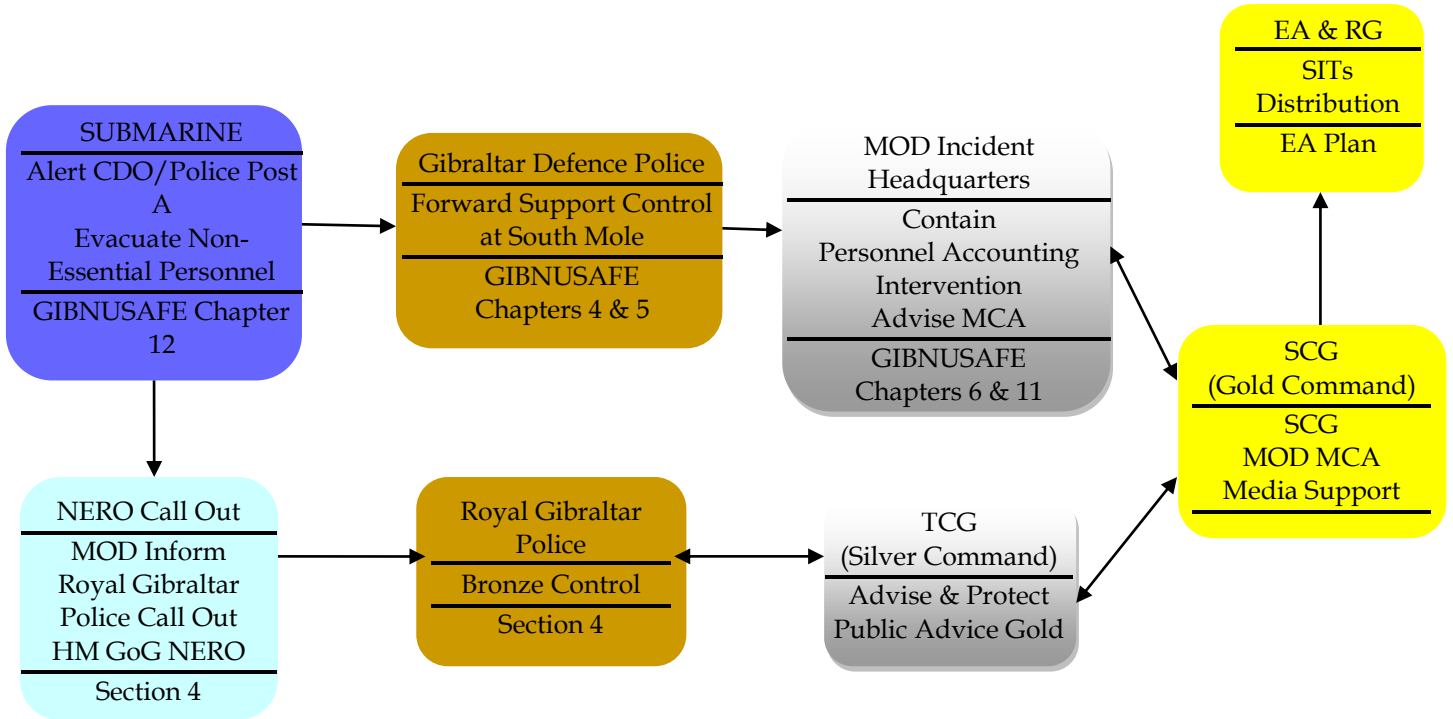 SUBMARINE
Alert CDO/Police Post
A
Evacuate Non-
Essential Personnel
GIBNUSAFE Chapter
12
Gibraltar Defence Police
Forward Support Control
at South Mole
GIBNUSAFE
Chapters 4 & 5
MOD Incident
Headquarters
Contain
Personnel Accounting
Intervention
Advise MCA
GIBNUSAFE
Chapters 6 & 11
EA & RG
SITs
Distribution
EA Plan
SCG
(Gold Command)
SCG
MOD MCA
Media Support
NERO Call Out
MOD Inform
Royal Gibraltar
Police Call Out
HM GoG NERO
Section 4
Royal Gibraltar
Police
Bronze Control
Section 4
TCG
(Silver Command)
Advise & Protect
Public Advice Gold